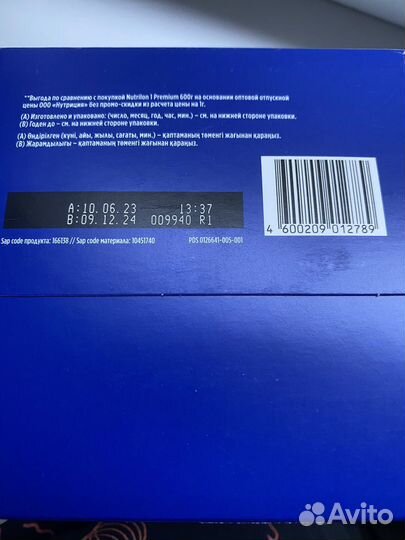 **Выгода по сравнению с покупкой Nutrilon 1 Premium 600г на основании оптовой отпускной
цены ООО «Нутриция» без промо-скидки из расчета цены на 1г.
(A) Изготовлено и упаковано: (число, месяц, год, час, мин.) – см. на нижней стороне упаковки.
(B) Годен до – см. на нижней стороне упаковки.
(A) Өндірілген (күні, айы, жылы, сағаты, мин.) – қаптаманың төменгі жағынан қараңыз.
(B) Жарамдылығы – қаптаманың төменгі жағынан қараңыз.
A:10.06.23 13:37
B:09.12.24 009940 R1
4 600209 012789
Sap code продукта: 166138 // Sap code материала: 10451740 PDS 0126641-005-001
Avito